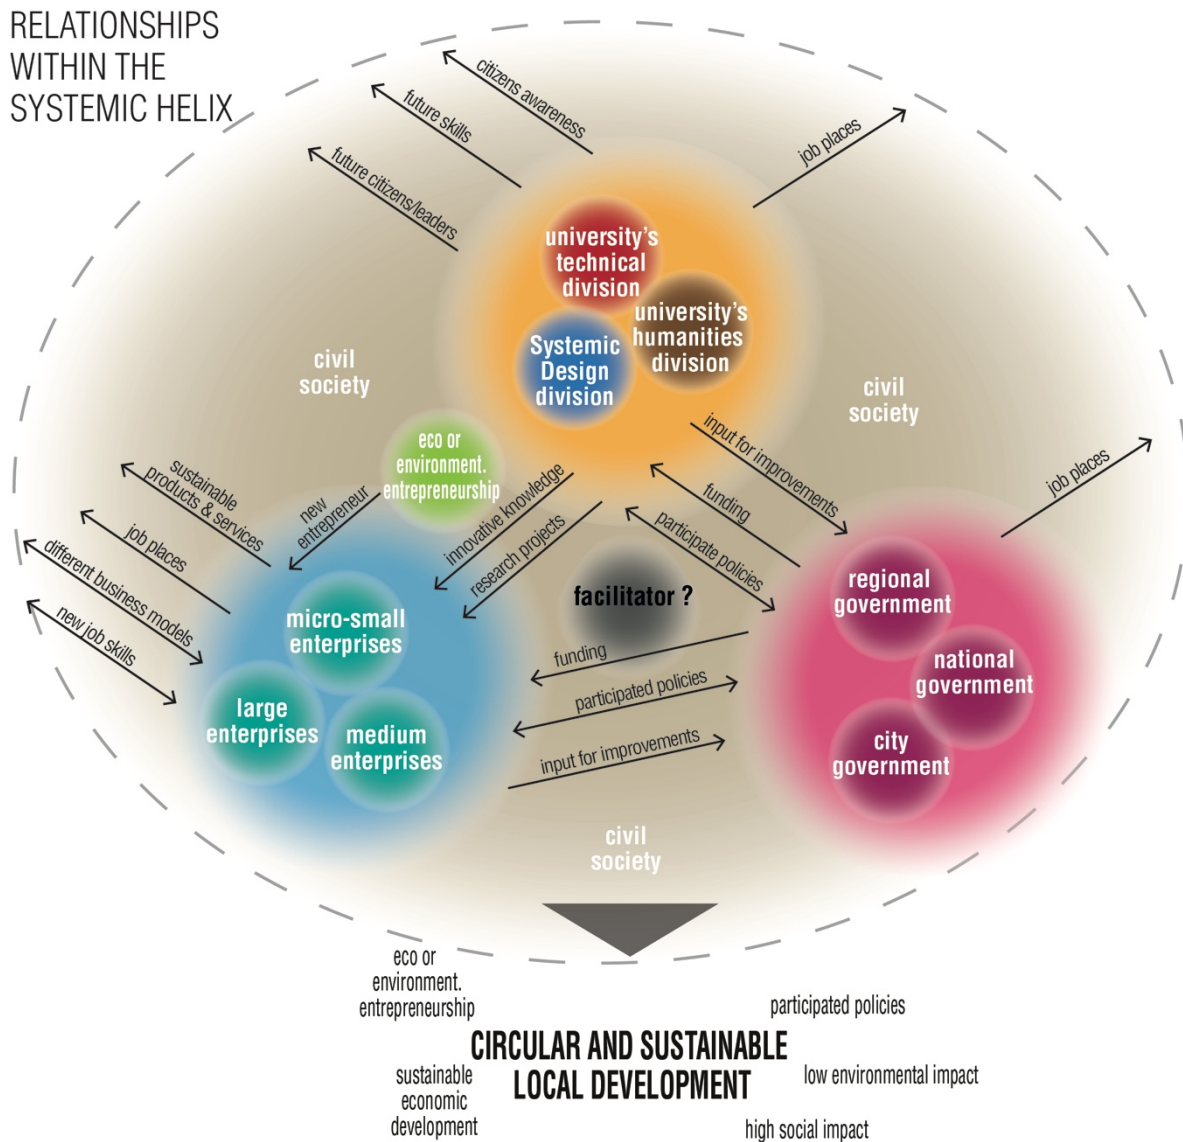 RELATIONSHIPS
WITHIN THE
SYSTEMIC HELIX
citizens awareness
future skills
future citizens/leaders
job places
university's
technical
division
university's
humanities
division
Systemic
Design
division
civil
society
civil
society
eco or
environment.
entrepreneurship
input for improvements
funding
participate policies
job places
sustainable
products & services
job places
different business models
new job skills
new
entrepreneur
innovative knowledge
research projects
facilitator ?
micro-small
enterprises
large
enterprises
medium
enterprises
regional
government
national
government
city
government
funding
participated policies
input for improvements
civil
society
eco or
environment.
entrepreneurship
participated policies
CIRCULAR AND SUSTAINABLE
LOCAL DEVELOPMENT
sustainable
economic
development
low environmental impact
high social impact